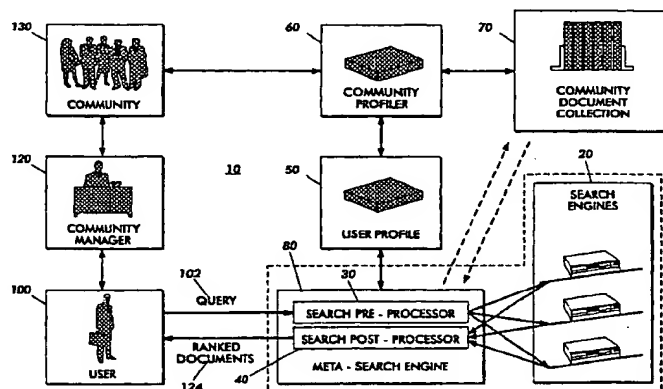 130
60
70
COMMUNITY
COMMUNITY
PROFILER
COMMUNITY
DOCUMENT
COLLECTION
120
10
50
20
COMMUNITY
MANAGER
USER PROFILE
SEARCH
ENGINES
80
30
100
102
QUERY
SEARCH PRE - PROCESSOR
SEARCH POST - PROCESSOR
RANKED
DOCUMENTS
124
40
META - SEARCH ENGINE
USER